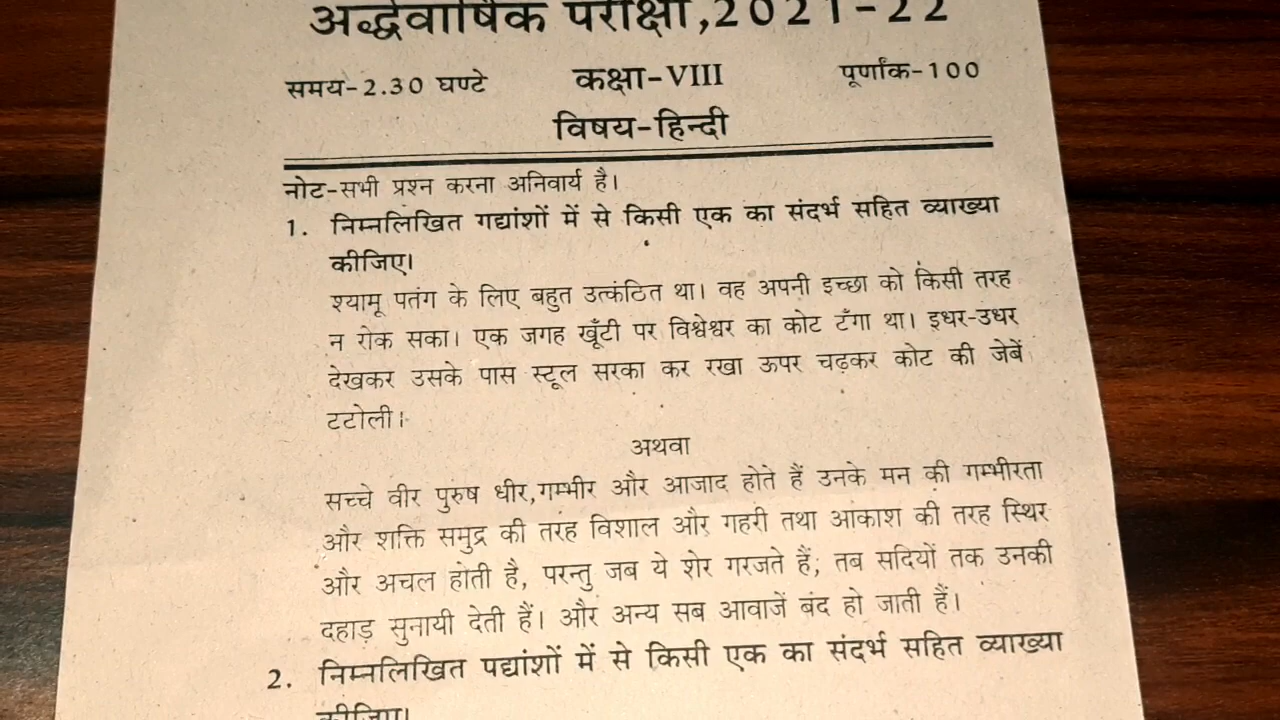 अर्द्धवार्षिक परीक्षा,2021-22
समय-2.30 घण्टे कक्षा-VIII पूर्णांक-100
विषय-हिन्दी
नोट-सभी प्रश्न करना अनिवार्य है।
1. निम्नलिखित गद्यांशों में से किसी एक का संदर्भ सहित व्याख्या
कीजिए।
श्यामू पतंग के लिए बहुत उत्कंठित था। वह अपनी इच्छा को किसी तरह
न रोक सका। एक जगह खूँटी पर विश्वेश्वर का कोट टँगा था। इधर-उधर
देखकर उसके पास स्टूल सरका कर रखा ऊपर चढ़कर कोट की जेबें
टटोली।
अथवा
सच्चे वीर पुरुष धीर,गम्भीर और आजाद होते हैं उनके मन की गम्भीरता
और शक्ति समुद्र की तरह विशाल और गहरी तथा आकाश की तरह स्थिर
और अचल होती है, परन्तु जब ये शेर गरजते हैं; तब सदियों तक उनकी
दहाड़ सुनायी देती हैं। और अन्य सब आवाजें बंद हो जाती हैं।
2. निम्नलिखित पद्यांशों में से किसी एक का संदर्भ सहित व्याख्या
कीजिए।